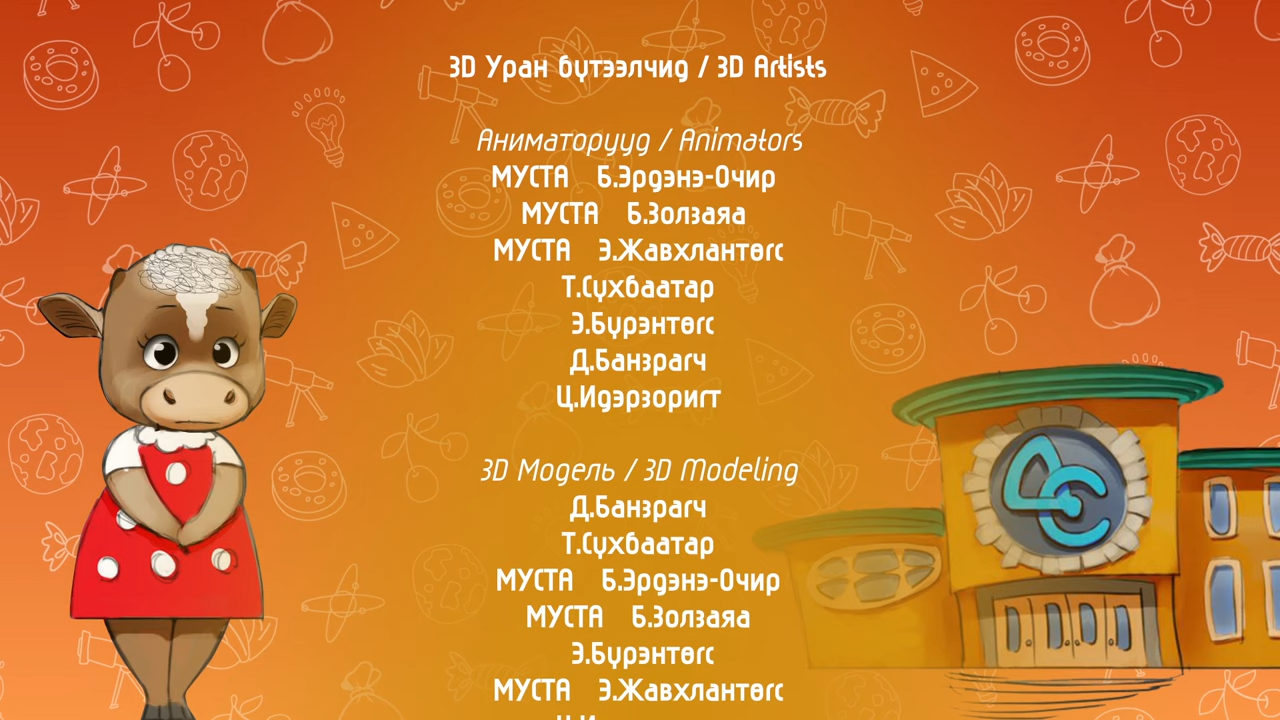 3D Уран бүтээлчид / 3D Artists
Аниматорууд / Animators
МУСТА Б.Эрдэнэ-Очир
МУСТА Б.Золзаяа
МУСТА Э.Жавхлантөгс
Т.Сүхбаатар
Э.Бүрэнтөгс
Д.Банзрагч
Ц.Идэрзоригт
3D Модель / 3D Modeling
Д.Банзрагч
Т.Сүхбаатар
МУСТА Б.Эрдэнэ-Очир
МУСТА Б.Золзаяа
Э.Бүрэнтөгс
МУСТА Э.Жавхлантөгс